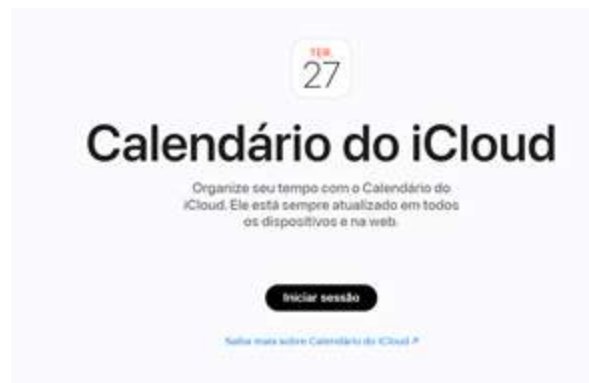 TER.
27
Calendário do iCloud
Organize seu tempo com o Calendário do
iCloud. Ele está sempre atualizado em todos
os dispositivos e na web.
Iniciar sessão
Saiba mais sobre Calendário do iCloud ↗